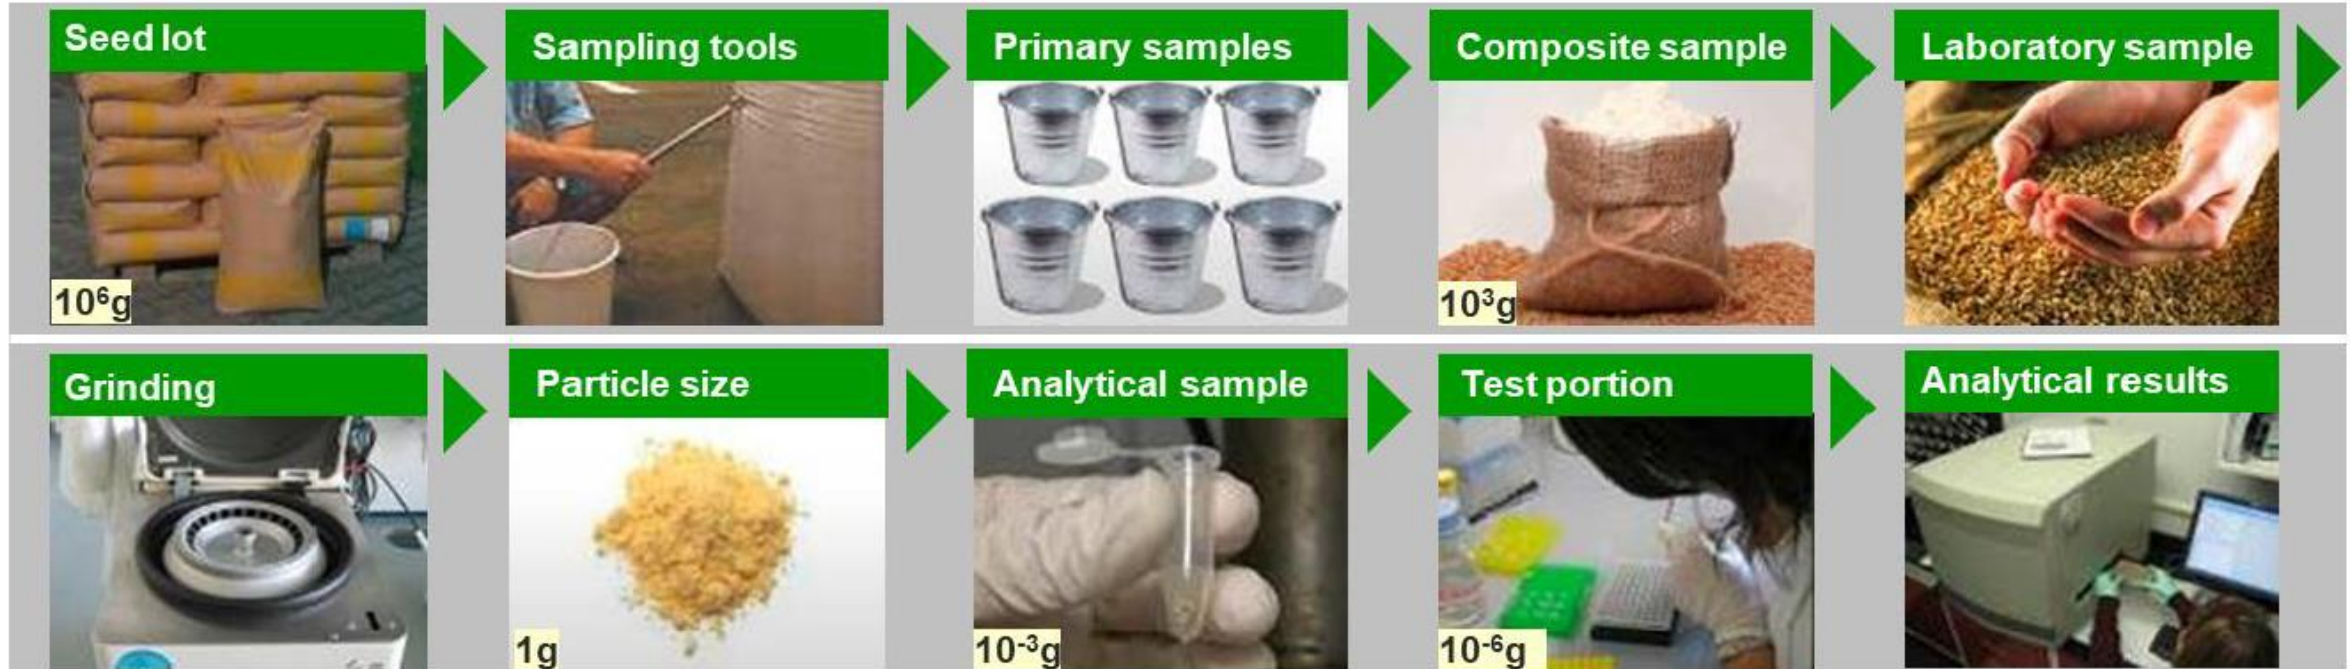 Seed lot
Sampling tools
Primary samples
Composite sample
Laboratory sample
10⁶g
10³g
Grinding
Particle size
Analytical sample
Test portion
Analytical results
1g
10⁻³g
10⁻⁶g